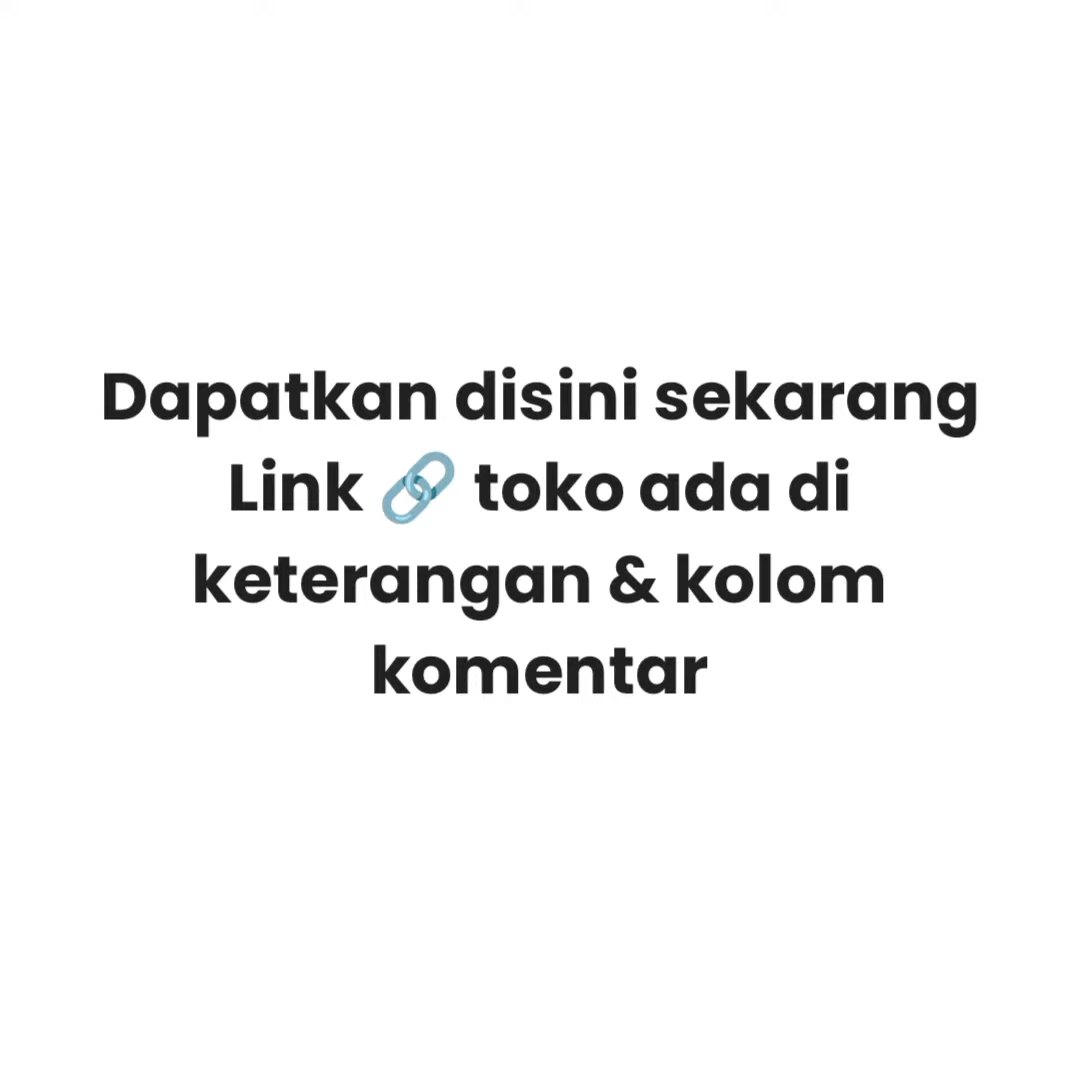 Dapatkan disini sekarang
Link 🔗 toko ada di
keterangan & kolom
komentar